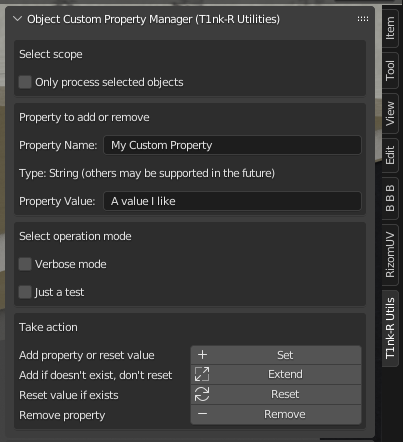 Object Custom Property Manager (T1nk-R Utilities)
Select scope
Only process selected objects
Property to add or remove
Property Name: My Custom Property
Type: String (others may be supported in the future)
Property Value: A value I like
Select operation mode
Verbose mode
Just a test
Take action
Add property or reset value Set
Add if doesn't exist, don't reset Extend
Reset value if exists Reset
Remove property Remove
Item
Tool
View
Edit
B B B
RizomUV
T1nk-R Utils